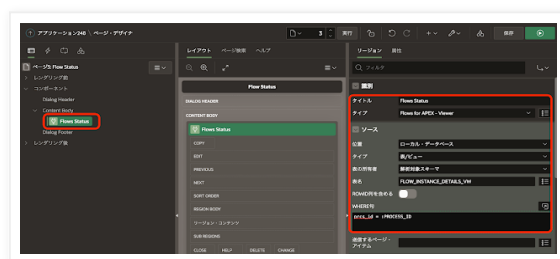 アプリケーション248 \ ページ・デザイナ
3
実行
保存
レイアウト ページ検索 ヘルプ
リージョン 属性
ページ3: Flow Status
レンダリング前
コンポーネント
Dialog Header
Content Body
Flows Status
Dialog Footer
レンダリング後
Flow Status
DIALOG HEADER
CONTENT BODY
Flows Status
COPY
EDIT
PREVIOUS
NEXT
SORT ORDER
REGION BODY
リージョン・コンテンツ
SUB REGIONS
CLOSE HELP DELETE CHANGE
フィルタ
識別
タイトル Flows Status
タイプ Flows for APEX - Viewer
ソース
位置 ローカル・データベース
タイプ 表/ビュー
表の所有者 解析対象スキーマ
表名 FLOW_INSTANCE_DETAILS_VW
ROWID列を含める
WHERE句
prcs_id = :PROCESS_ID
送信するページ・
アイテム